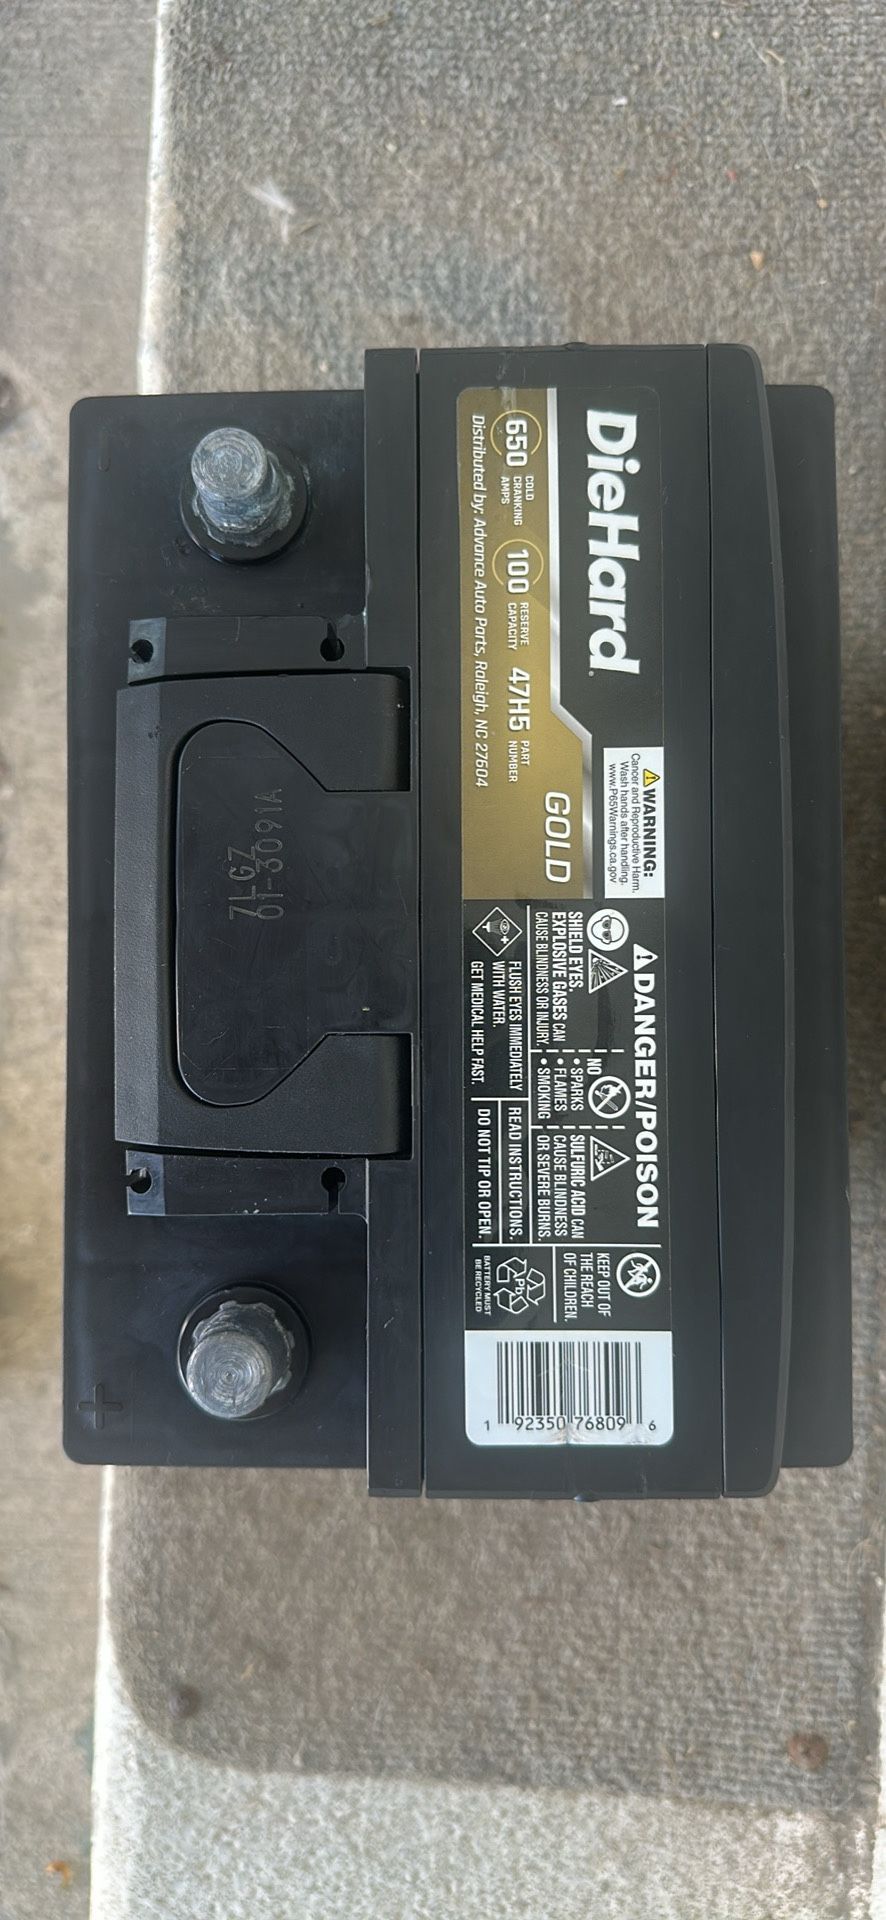 DieHard
GOLD
650 COLD CRANKING AMPS
100 RESERVE CAPACITY
47H5 PART NUMBER
Distributed by: Advance Auto Parts, Raleigh, NC 27604
⚠WARNING:
Cancer and Reproductive Harm.
Wash hands after handling.
www.P65Warnings.ca.gov
⚠DANGER/POISON
SHIELD EYES.
EXPLOSIVE GASES CAN
CAUSE BLINDNESS OR INJURY.
NO
• SPARKS
• FLAMES
• SMOKING
SULFURIC ACID CAN
CAUSE BLINDNESS
OR SEVERE BURNS.
KEEP OUT OF
THE REACH
OF CHILDREN.
FLUSH EYES IMMEDIATELY
WITH WATER.
GET MEDICAL HELP FAST.
READ INSTRUCTIONS.
DO NOT TIP OR OPEN.
Pb
BATTERY MUST
BE RECYCLED
1 92350 76809 6
-
+